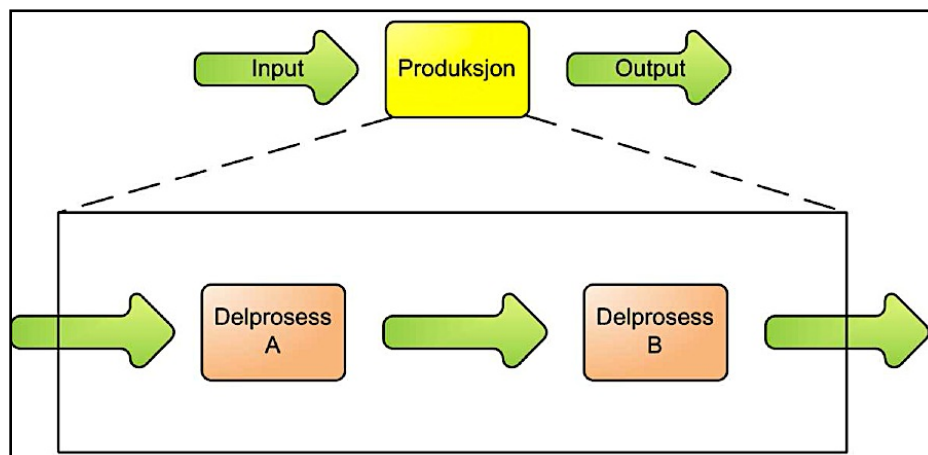 Input
Produksjon
Output
Delprosess
A
Delprosess
B